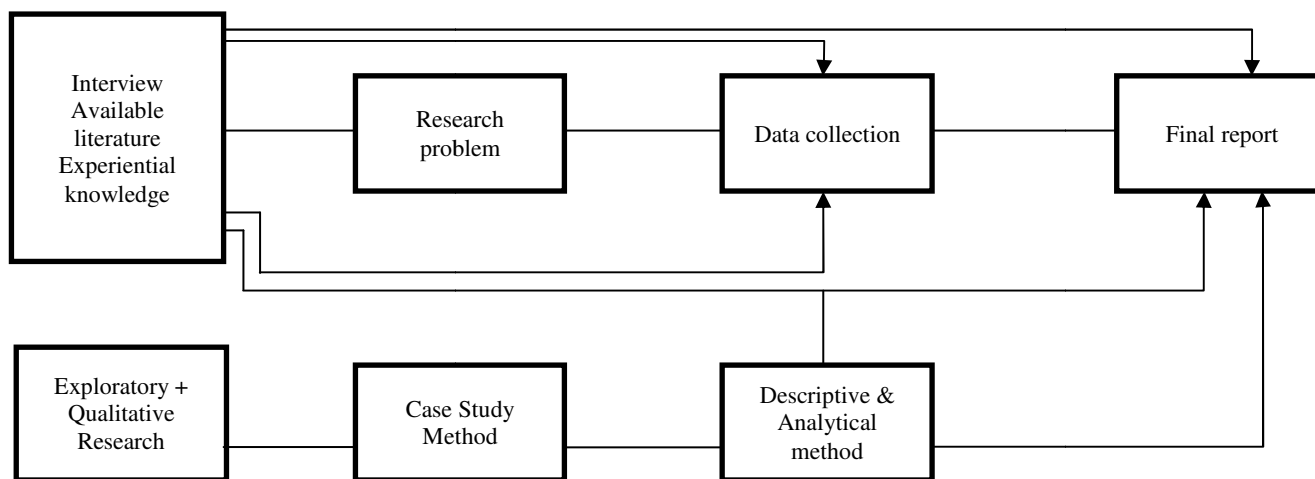 Interview
Available
literature
Experiential
knowledge
Research
problem
Data collection
Final report
Exploratory +
Qualitative
Research
Case Study
Method
Descriptive &
Analytical
method